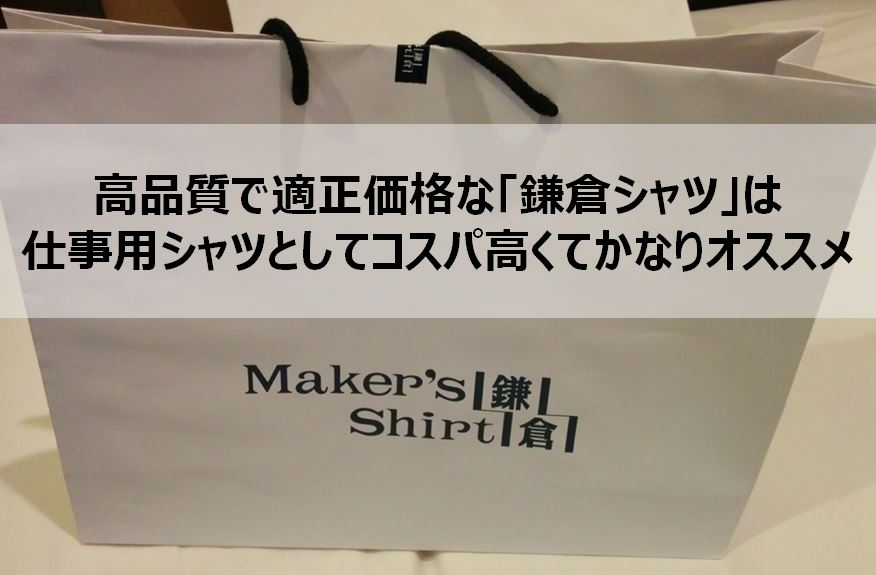 高品質で適正価格な「鎌倉シャツ」は
仕事用シャツとしてコスパ高くてかなりオススメ
Maker's 鎌
Shirt 倉